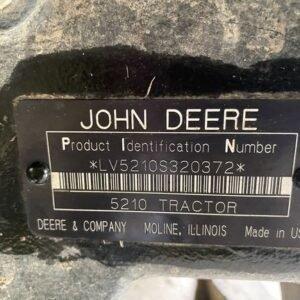 JOHN DEERE
Product Identification Number
*LV5210S320372*
5210 TRACTOR
DEERE & COMPANY MOLINE, ILLINOIS Made in US